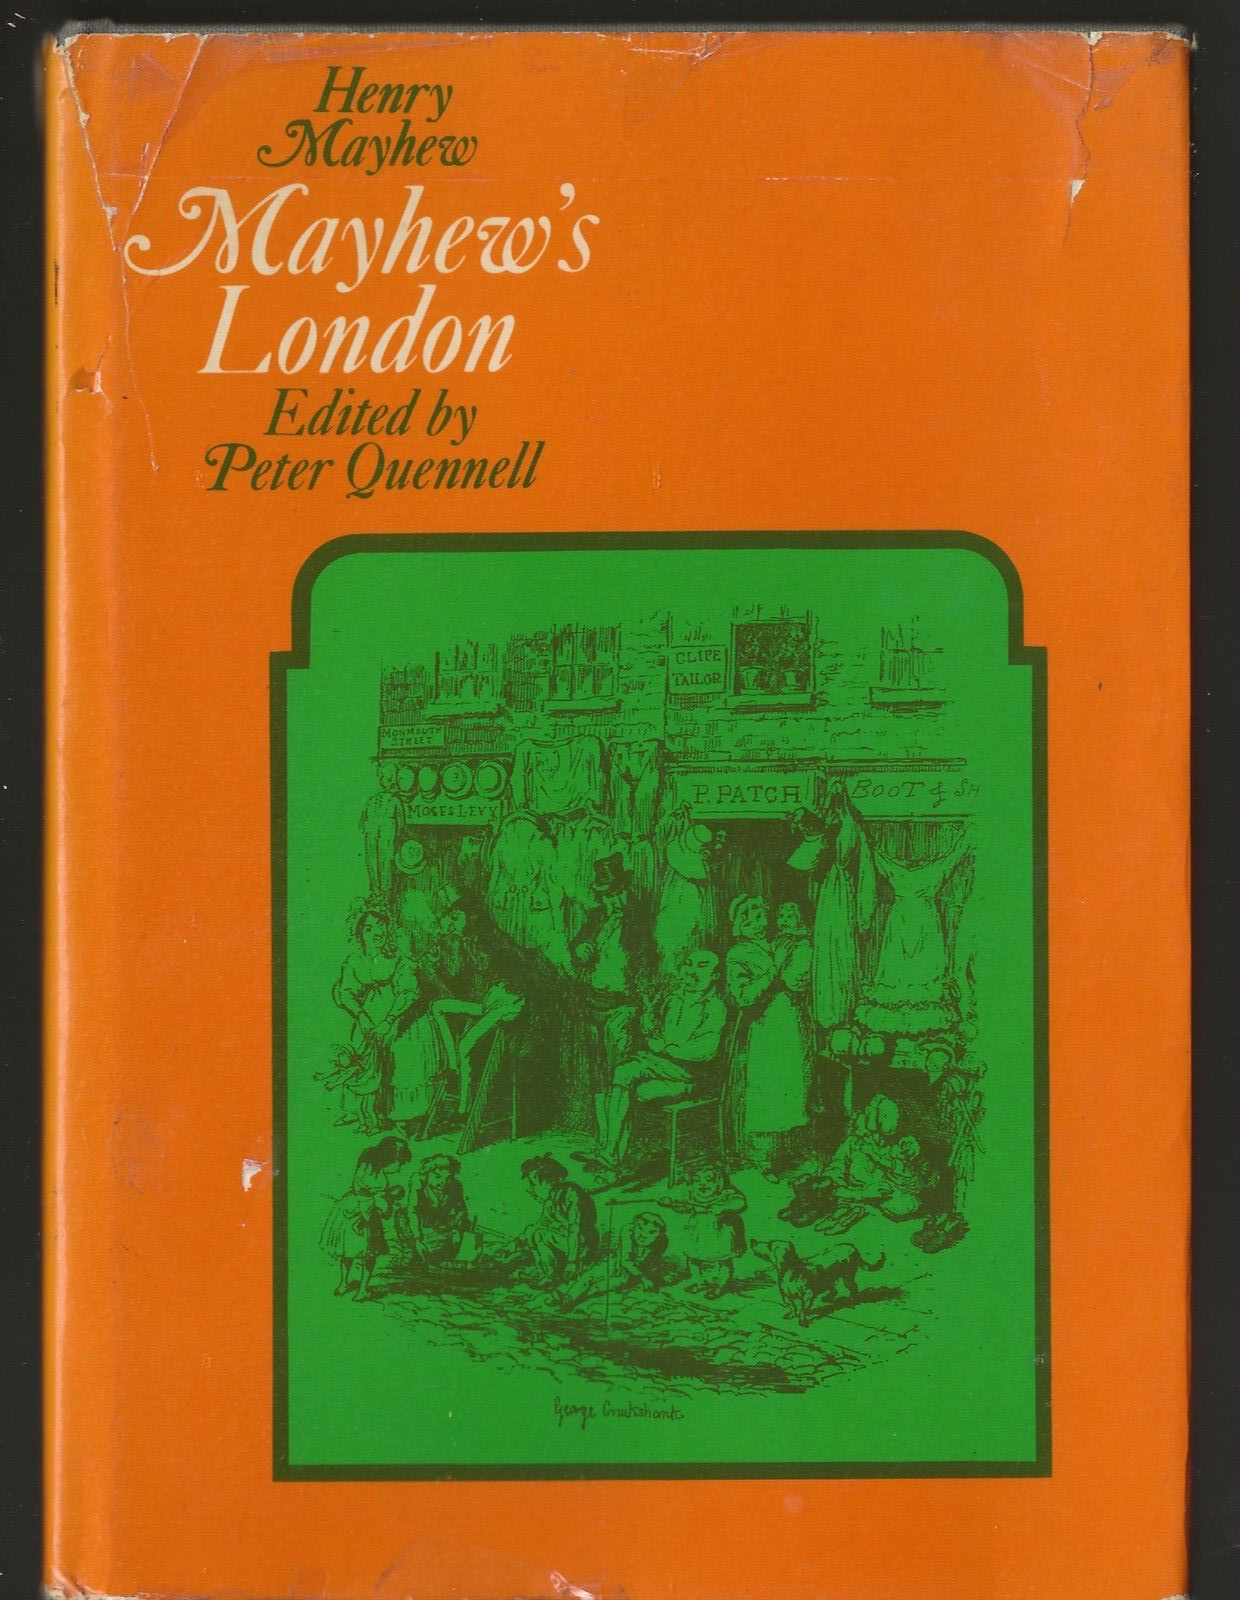 Henry
Mayhew
Mayhew's
London
Edited by
Peter Quennell
CLIPE
TAILOR
MONMOUTH
STREET
MOSES LEVY
P. PATCH
BOOT & SH
George Cruikshank